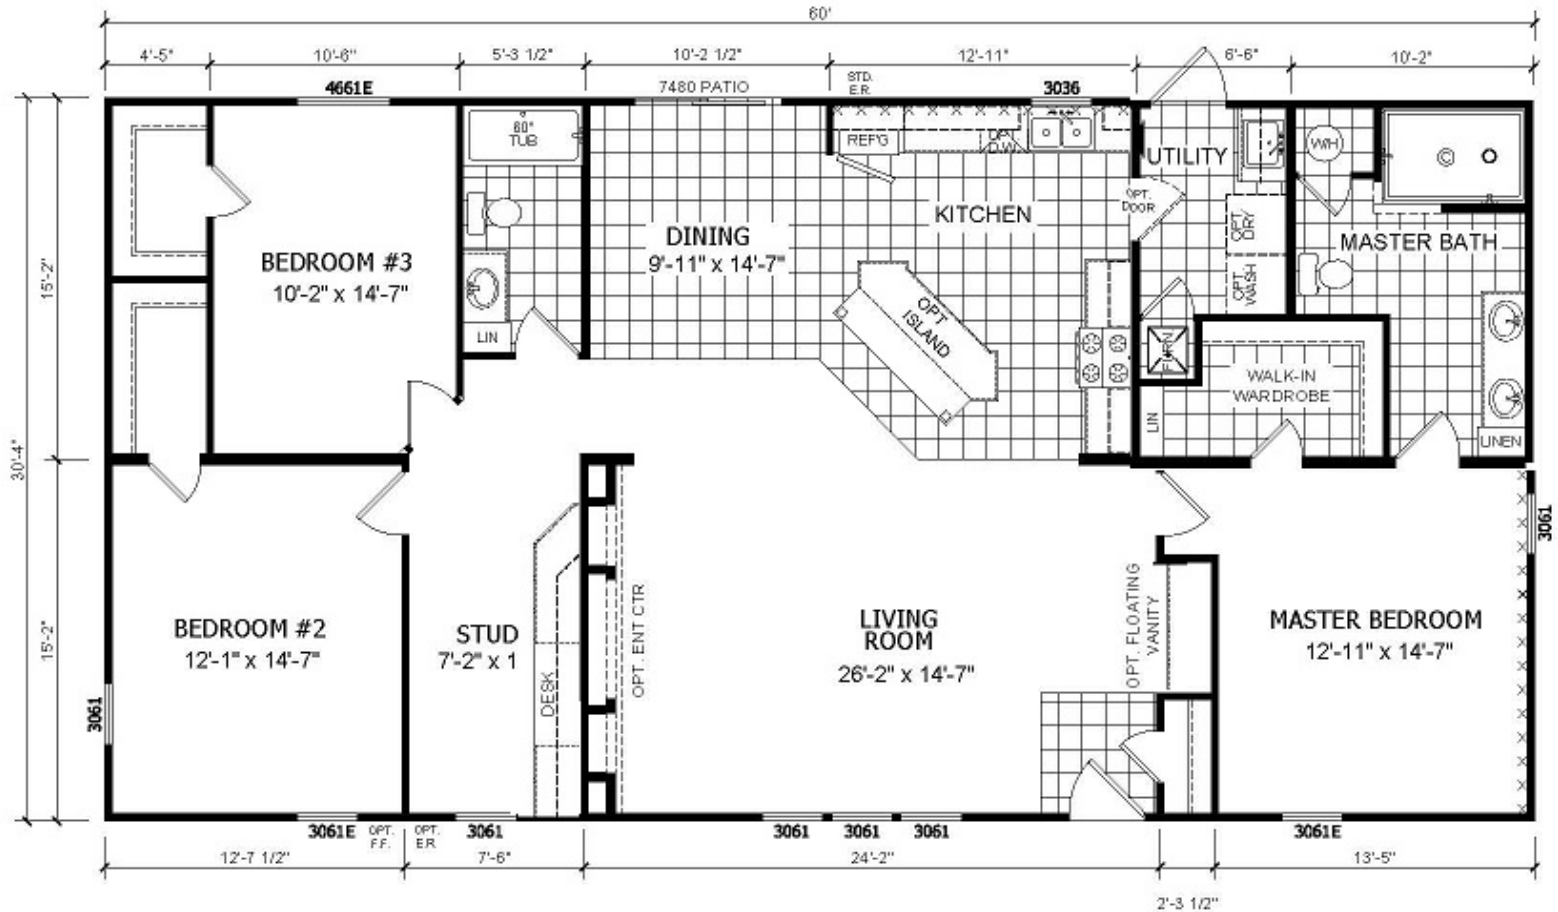 60'
4'-5"
10'-6"
5'-3 1/2"
10'-2 1/2"
12'-11"
6'-6"
10'-2"
4661E
7480 PATIO
STD.
E.R.
3036
60"
TUB
REF'G
OPT
D.W.
UTILITY
WH
OPT.
DOOR
KITCHEN
DINING
9'-11" x 14'-7"
BEDROOM #3
10'-2" x 14'-7"
MASTER BATH
OPT/
DRY
OPT.
WASH
15'-2"
LIN
OPT
ISLAND
FURN
WALK-IN
WARDROBE
LIN
LINEN
30'-4"
3061
BEDROOM #2
12'-1" x 14'-7"
STUD
7'-2" x 1
DESK
OPT. ENT CTR
LIVING
ROOM
26'-2" x 14'-7"
OPT. FLOATING
VANITY
MASTER BEDROOM
12'-11" x 14'-7"
15'-2"
3061
3061E
OPT.
F.F.
OPT.
E.R.
3061
3061
3061
3061
3061E
12'-7 1/2"
7'-6"
24'-2"
13'-5"
2'-3 1/2"